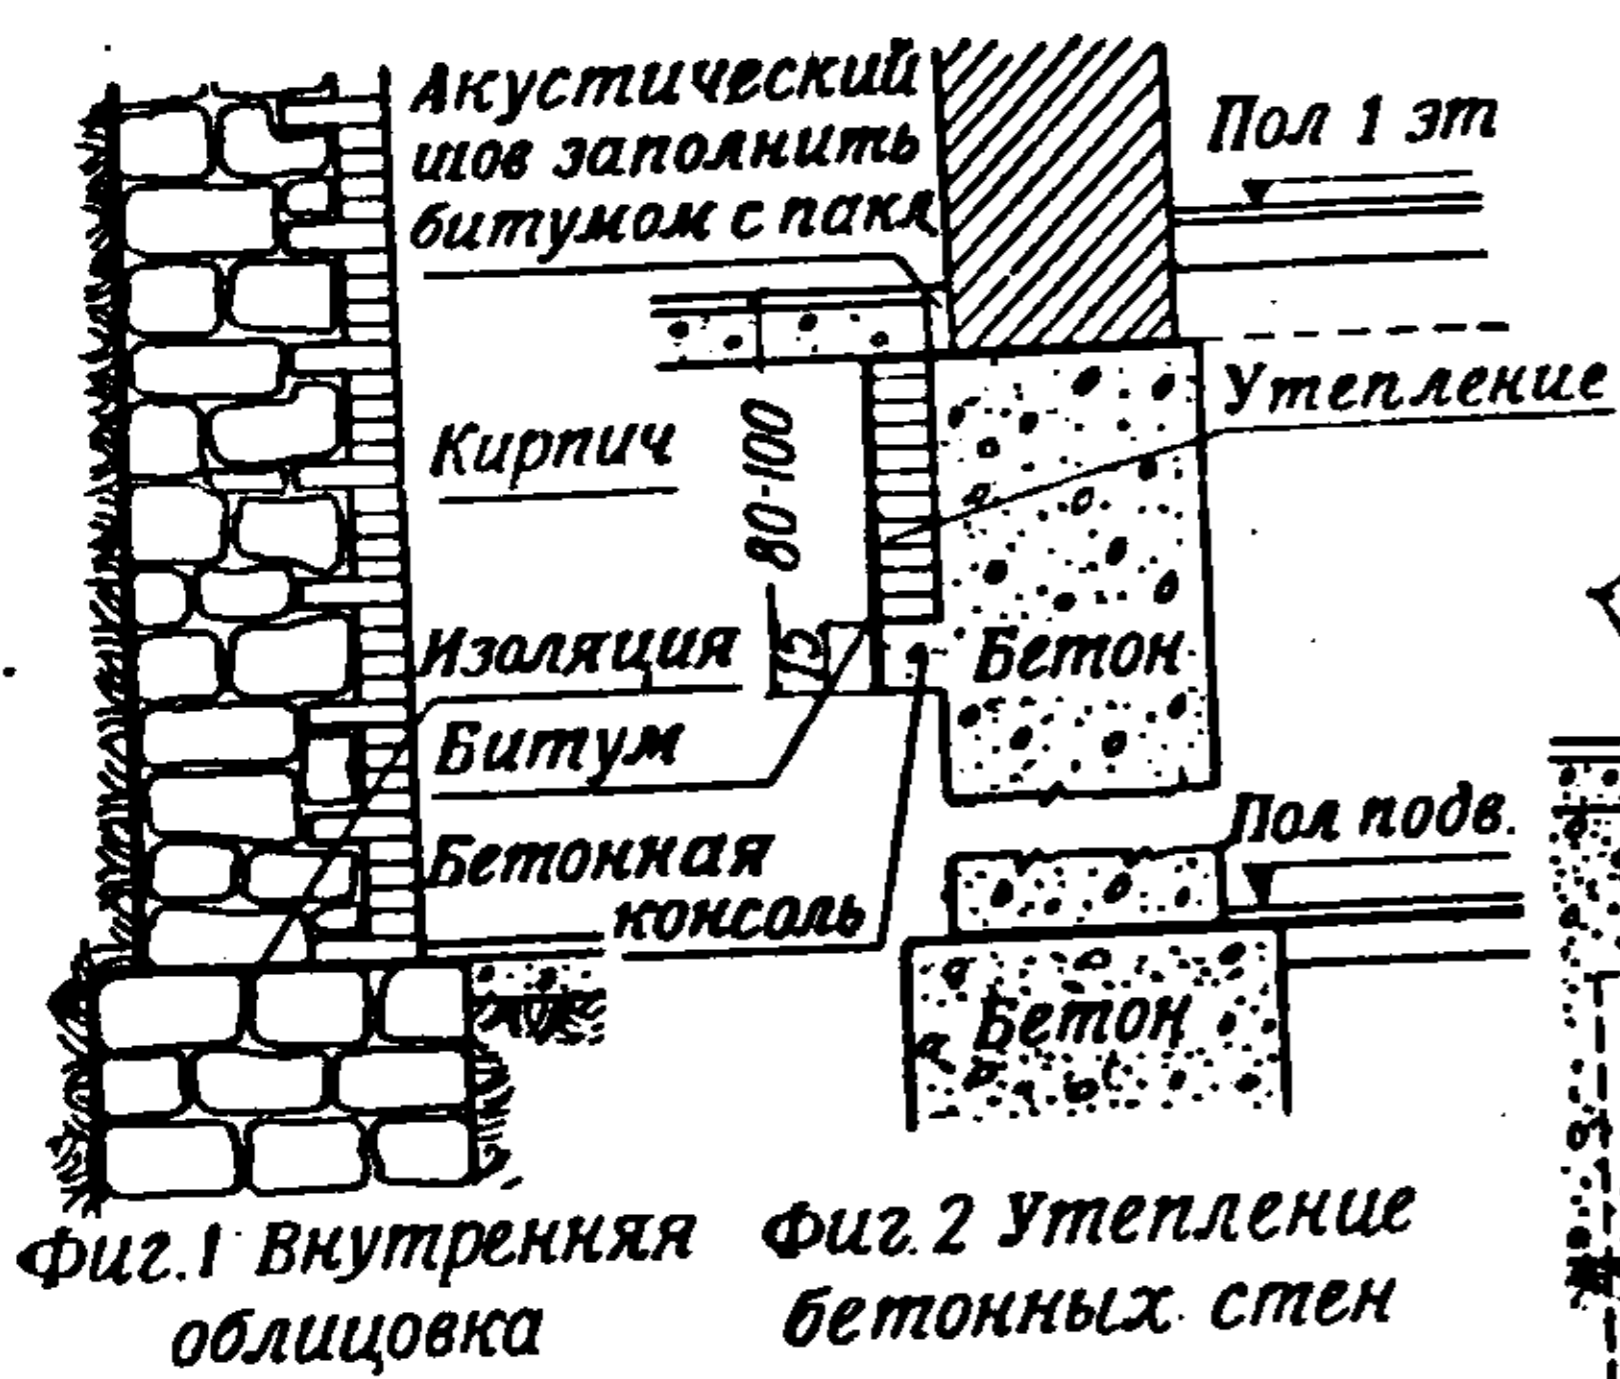 Акустический
шов заполнить
битумом с пакл
Пол 1 эт
Утепление
Кирпич
80-100
Изоляция
15
Битум
Бетон
Бетонная
консоль
Пол подв.
Бетон
Фиг.1 Внутренняя
облицовка
Фиг.2 Утепление
бетонных стен